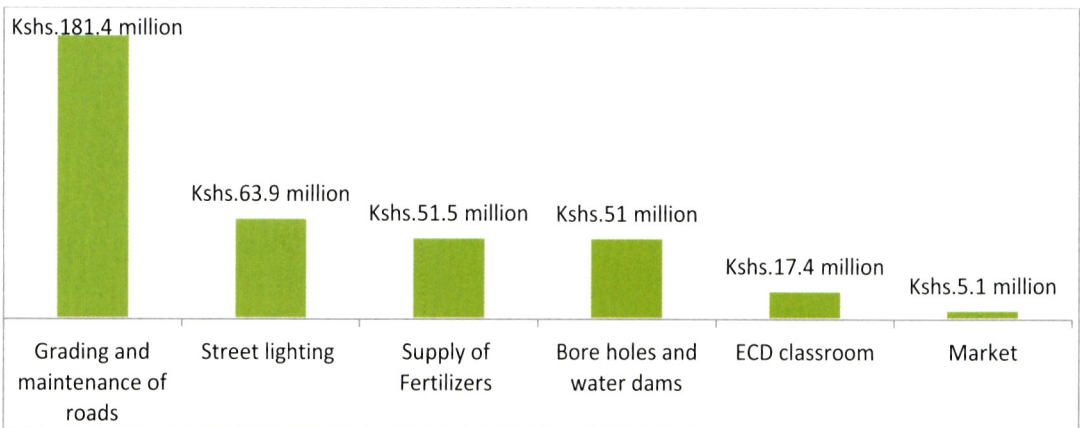 Kshs.181.4 million
Kshs.63.9 million
Kshs.51.5 million
Kshs.51 million
Kshs.17.4 million
Kshs.5.1 million
Grading and
maintenance of
roads
Street lighting
Supply of
Fertilizers
Bore holes and
water dams
ECD classroom
Market